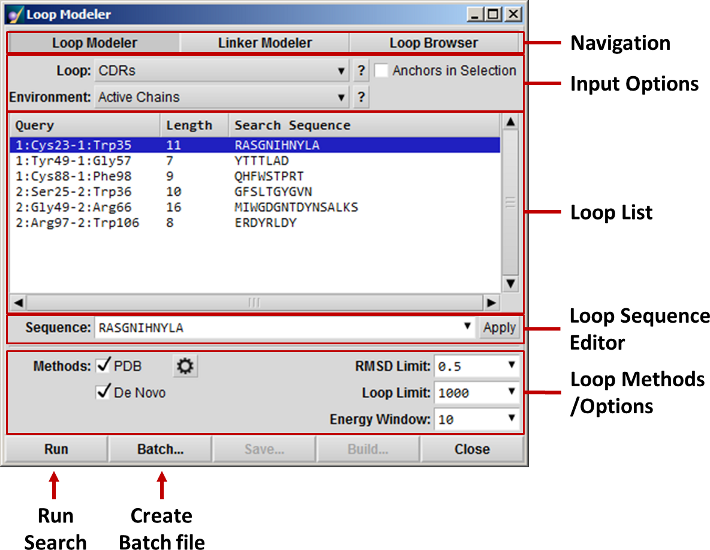 Loop Modeler
Loop Modeler Linker Modeler Loop Browser
Navigation
Loop: CDRs ? Anchors in Selection
Input Options
Environment: Active Chains ?
Query Length Search Sequence
1:Cys23-1:Trp35 11 RASGNIHNYLA
1:Tyr49-1:Gly57 7 YTTTLAD
1:Cys88-1:Phe98 9 QHFWSTPRT
2:Ser25-2:Trp36 10 GFSLTGYGVN
2:Gly49-2:Arg66 16 MIWGDGNTDYNSALKS
2:Arg97-2:Trp106 8 ERDYRLDY
Loop List
Sequence: RASGNIHNYLA Apply
Loop Sequence
Editor
Methods: PDB RMSD Limit: 0.5
De Novo Loop Limit: 1000
Energy Window: 10
Loop Methods
/Options
Run Batch... Save... Build... Close
Run
Search
Create
Batch file